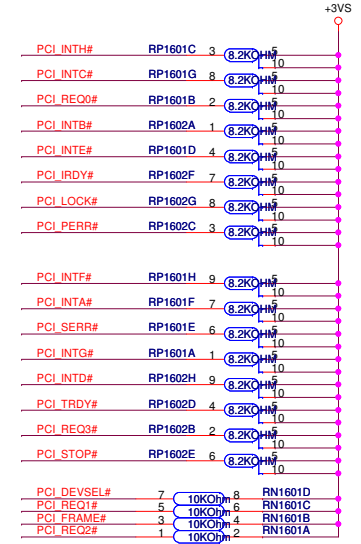 +3VS
PCI_INTH# RP1601C 3 8.2KOHM 5 10
PCI_INTC# RP1601G 8 8.2KOHM 5 10
PCI_REQ0# RP1601B 2 8.2KOHM 5 10
PCI_INTB# RP1602A 1 8.2KOHM 5 10
PCI_INTE# RP1601D 4 8.2KOHM 5 10
PCI_IRDY# RP1602F 7 8.2KOHM 5 10
PCI_LOCK# RP1602G 8 8.2KOHM 5 10
PCI_PERR# RP1602C 3 8.2KOHM 5 10
PCI_INTF# RP1601H 9 8.2KOHM 5 10
PCI_INTA# RP1601F 7 8.2KOHM 5 10
PCI_SERR# RP1601E 6 8.2KOHM 5 10
PCI_INTG# RP1601A 1 8.2KOHM 5 10
PCI_INTD# RP1602H 9 8.2KOHM 5 10
PCI_TRDY# RP1602D 4 8.2KOHM 5 10
PCI_REQ3# RP1602B 2 8.2KOHM 5 10
PCI_STOP# RP1602E 6 8.2KOHM 5 10
PCI_DEVSEL# 7 10KOhm 8 RN1601D
PCI_REQ1# 5 10KOhm 6 RN1601C
PCI_FRAME# 3 10KOhm 4 RN1601B
PCI_REQ2# 1 10KOhm 2 RN1601A